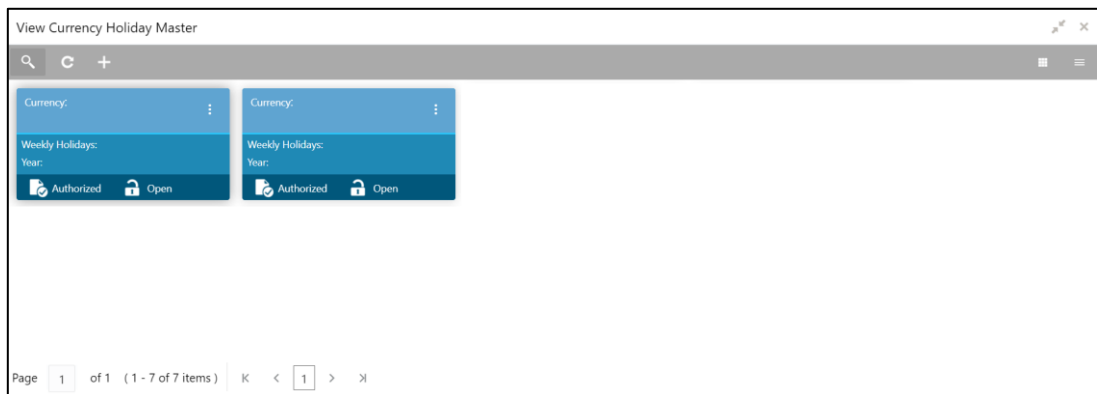 View Currency Holiday Master
Currency: Currency:
Weekly Holidays: Weekly Holidays:
Year: Year:
Authorized Open Authorized Open
Page 1 of 1 ( 1 - 7 of 7 items ) K < 1 > >|